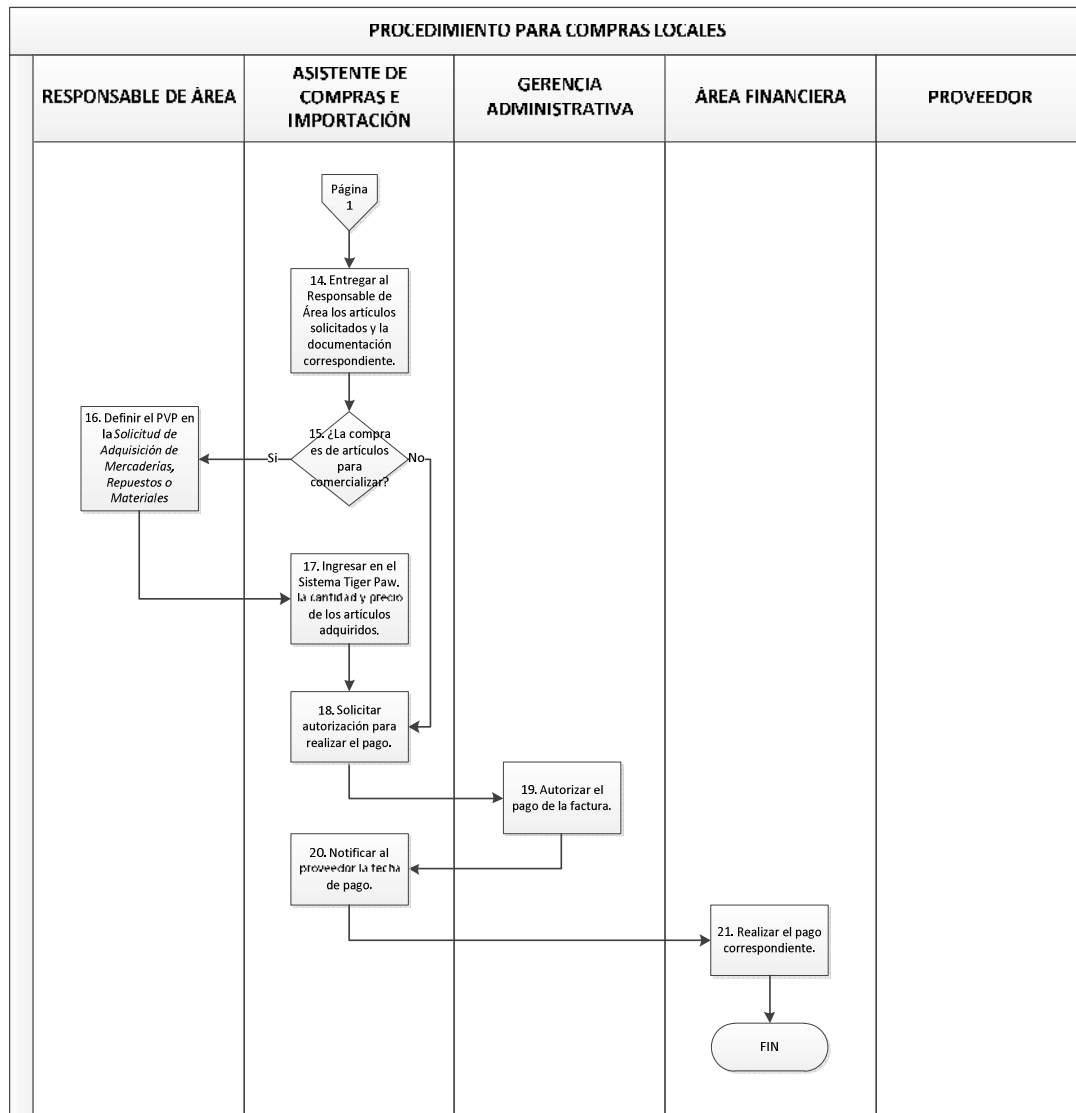 PROCEDIMIENTO PARA COMPRAS LOCALES
RESPONSABLE DE ÁREA
ASISTENTE DE
COMPRAS E
IMPORTACIÓN
GERENCIA
ADMINISTRATIVA
ÁREA FINANCIERA
PROVEEDOR
Página
1
14. Entregar al
Responsable de
Área los artículos
solicitados y la
documentación
correspondiente.
15. ¿La compra
es de artículos
para
comercializar?
Si
No
16. Definir el PVP en
la Solicitud de
Adquisición de
Mercaderías,
Repuestos o
Materiales
17. Ingresar en el
Sistema Tiger Paw,
la cantidad y precio
de los artículos
adquiridos.
18. Solicitar
autorización para
realizar el pago.
19. Autorizar el
pago de la factura.
20. Notificar al
proveedor la fecha
de pago.
21. Realizar el pago
correspondiente.
FIN